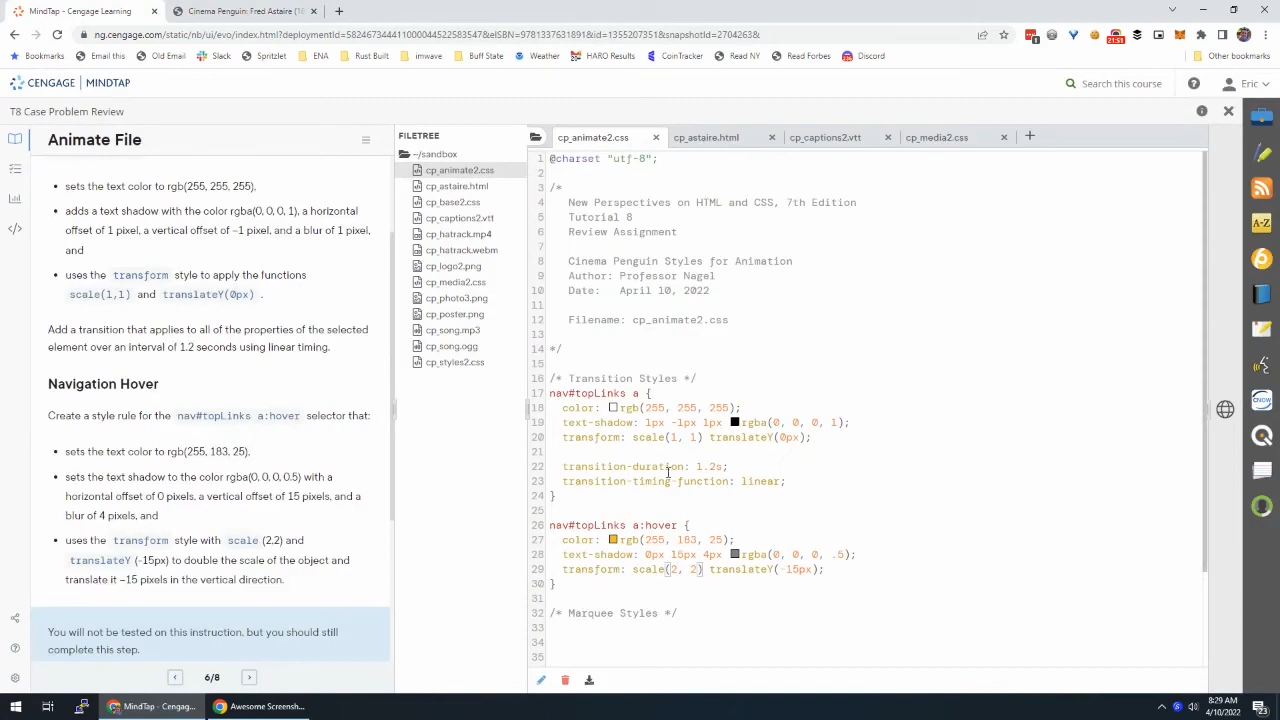 MindTap - Cengage Learning
Cinema Penguin: Fred Astaire (18
ng.cengage.com/static/nb/ui/evo/index.html?deploymentId=58246734441100044522583547&eISBN=9781337631891&id=1355207351&snapshotId=2704263&
21:51
Bookmarks
Email this
Old Email
Slack
Spritzlet
ENA
Rust Built
imwave
Buff State
Weather
HARO Results
CoinTracker
Read NY
Read Forbes
Discord
Other bookmarks
CENGAGE
MINDTAP
Search this course
Eric
T8 Case Problem Review
Animate File
sets the text color to rgb(255, 255, 255),
adds a text shadow with the color rgba(0, 0, 0, 1), a horizontal
offset of 1 pixel, a vertical offset of –1 pixel, and a blur of 1 pixel,
and
uses the transform style to apply the functions
scale(1,1) and translateY(0px) .
Add a transition that applies to all of the properties of the selected
element over an interval of 1.2 seconds using linear timing.
Navigation Hover
Create a style rule for the nav#topLinks a:hover selector that:
sets the text color to rgb(255, 183, 25),
sets the text shadow to the color rgba(0, 0, 0, 0.5) with a
horizontal offset of 0 pixels, a vertical offset of 15 pixels, and a
blur of 4 pixels, and
uses the transform style with scale (2,2) and
translateY (-15px) to double the scale of the object and
translate it –15 pixels in the vertical direction.
You will not be tested on this instruction, but you should still
complete this step.
6/8
FILETREE
~/sandbox
cp_animate2.css
cp_astaire.html
cp_base2.css
cp_captions2.vtt
cp_hatrack.mp4
cp_hatrack.webm
cp_logo2.png
cp_media2.css
cp_photo3.png
cp_poster.png
cp_song.mp3
cp_song.ogg
cp_styles2.css
cp_animate2.css
cp_astaire.html
cp_captions2.vtt
cp_media2.css
1 @charset "utf-8";
2
3 /*
4 New Perspectives on HTML and CSS, 7th Edition
5 Tutorial 8
6 Review Assignment
7
8 Cinema Penguin Styles for Animation
9 Author: Professor Nagel
10 Date: April 10, 2022
11
12 Filename: cp_animate2.css
13
14 */
15
16 /* Transition Styles */
17 nav#topLinks a {
18 color: rgb(255, 255, 255);
19 text-shadow: 1px -1px 1px rgba(0, 0, 0, 1);
20 transform: scale(1, 1) translateY(0px);
21
22 transition-duration: 1.2s;
23 transition-timing-function: linear;
24 }
25
26 nav#topLinks a:hover {
27 color: rgb(255, 183, 25);
28 text-shadow: 0px 15px 4px rgba(0, 0, 0, .5);
29 transform: scale(2, 2) translateY(-15px);
30 }
31
32 /* Marquee Styles */
33
34
35
A-Z
CNOW
MindTap - Cengag...
Awesome Screensh...
8:29 AM
4/10/2022
23